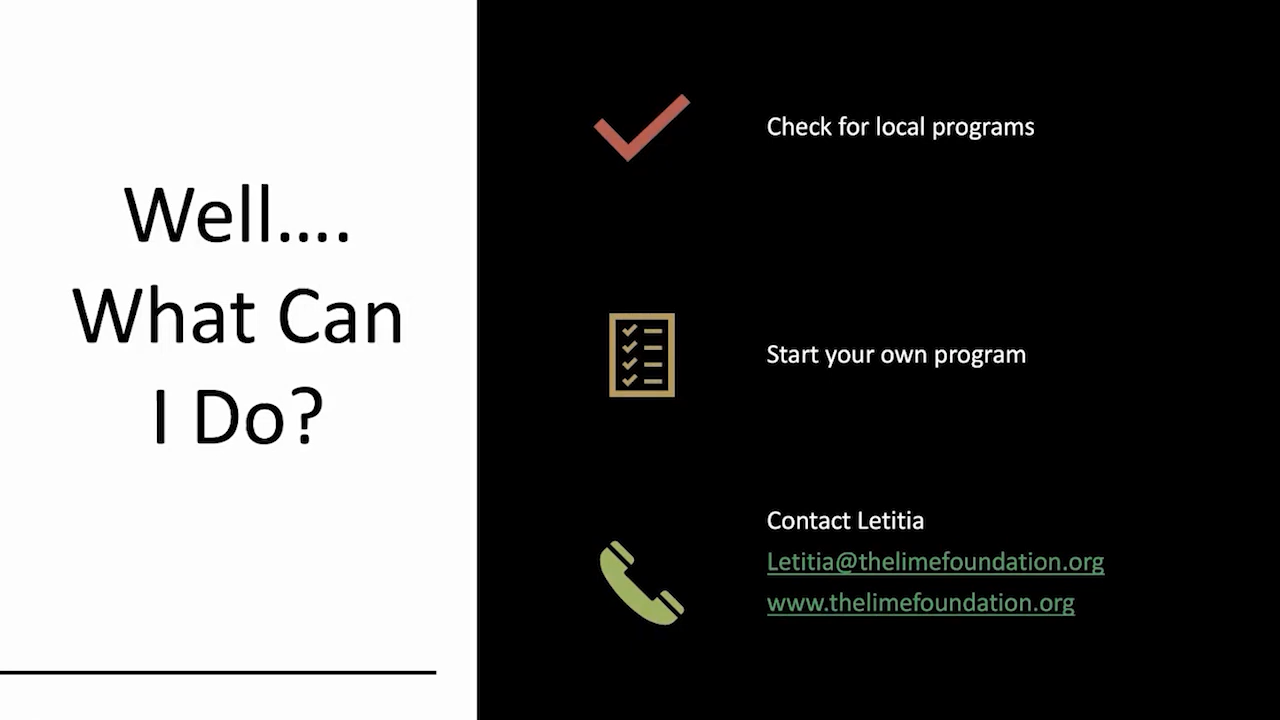 Well....
What Can
I Do?
Check for local programs
Start your own program
Contact Letitia
Letitia@thelimefoundation.org
www.thelimefoundation.org